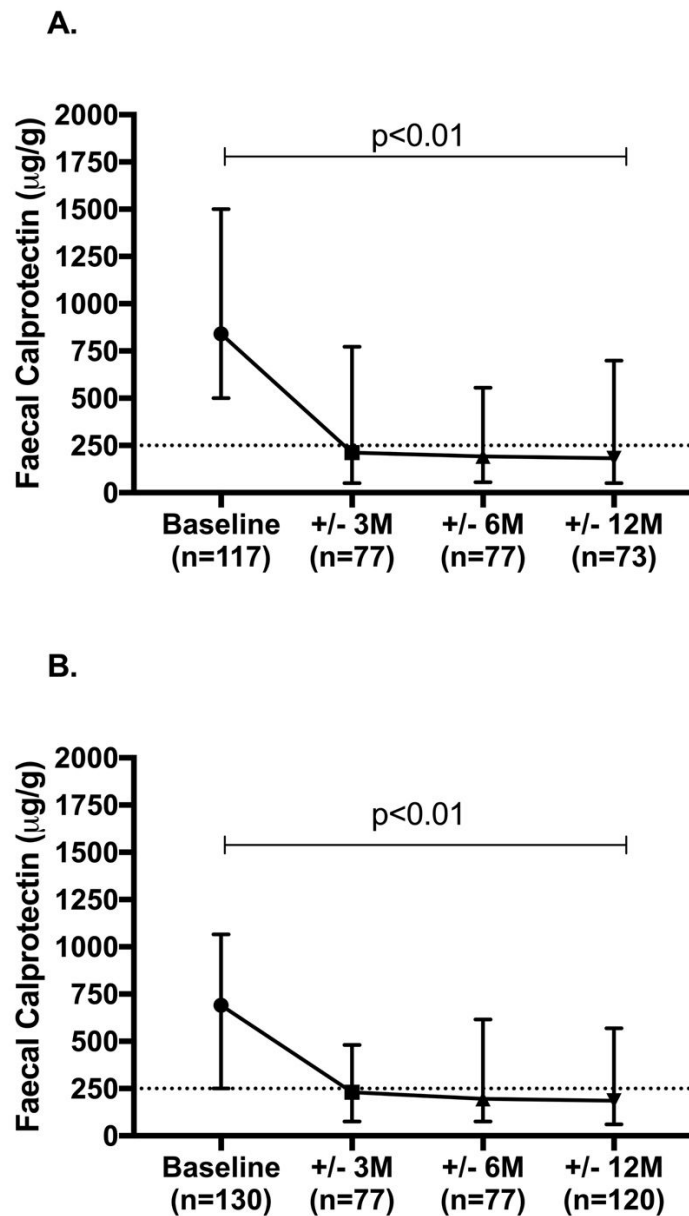 A.
Faecal Calprotectin (µg/g)
2000
1750
1500
1250
1000
750
500
250
0
p<0.01
Baseline +/- 3M +/- 6M +/- 12M
(n=117) (n=77) (n=77) (n=73)
B.
Faecal Calprotectin (µg/g)
2000
1750
1500
1250
1000
750
500
250
0
p<0.01
Baseline +/- 3M +/- 6M +/- 12M
(n=130) (n=77) (n=77) (n=120)